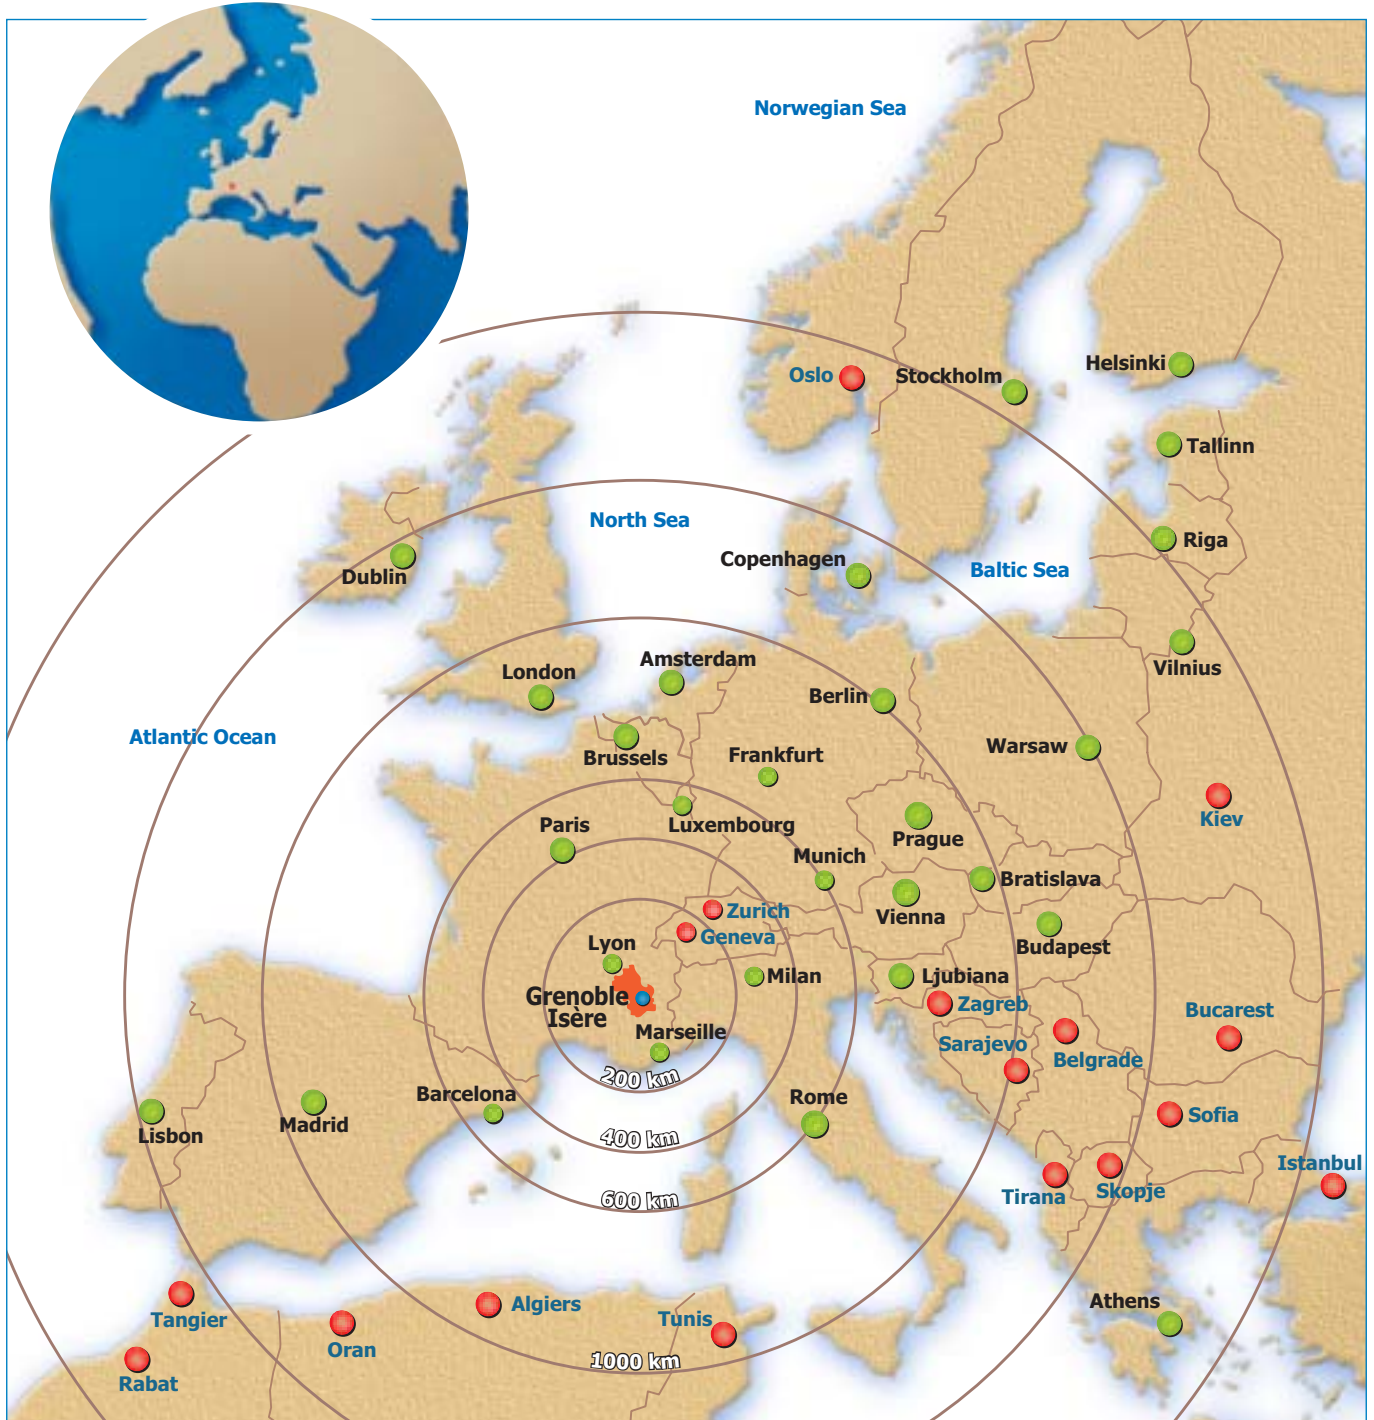 Norwegian Sea
Helsinki
Oslo
Stockholm
Tallinn
North Sea
Riga
Copenhagen
Baltic Sea
Dublin
Amsterdam
Vilnius
London
Berlin
Atlantic Ocean
Warsaw
Brussels
Frankfurt
Kiev
Paris
Luxembourg
Prague
Munich
Bratislava
Zurich
Vienna
Geneva
Lyon
Budapest
Milan
Ljubiana
Grenoble
Isère
Zagreb
Bucarest
Marseille
Sarajevo
Belgrade
200 km
Barcelona
Rome
Sofia
Madrid
Lisbon
400 km
Istanbul
Skopje
Tirana
600 km
Athens
Algiers
Tangier
Tunis
Oran
1000 km
Rabat